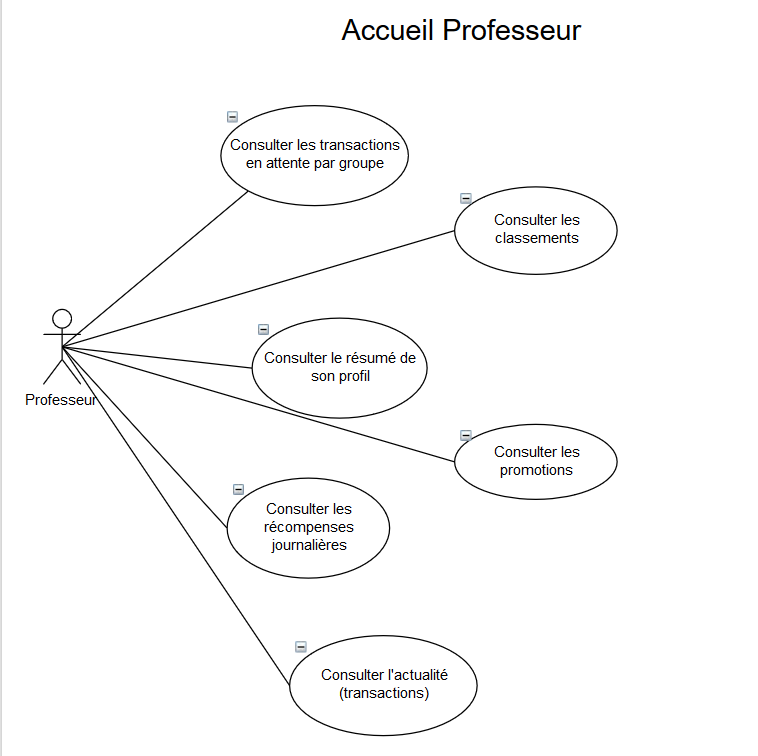 Accueil Professeur
Consulter les transactions
en attente par groupe
Consulter les
classements
Consulter le résumé de
son profil
Professeur
Consulter les
promotions
Consulter les
récompenses
journalières
Consulter l'actualité
(transactions)